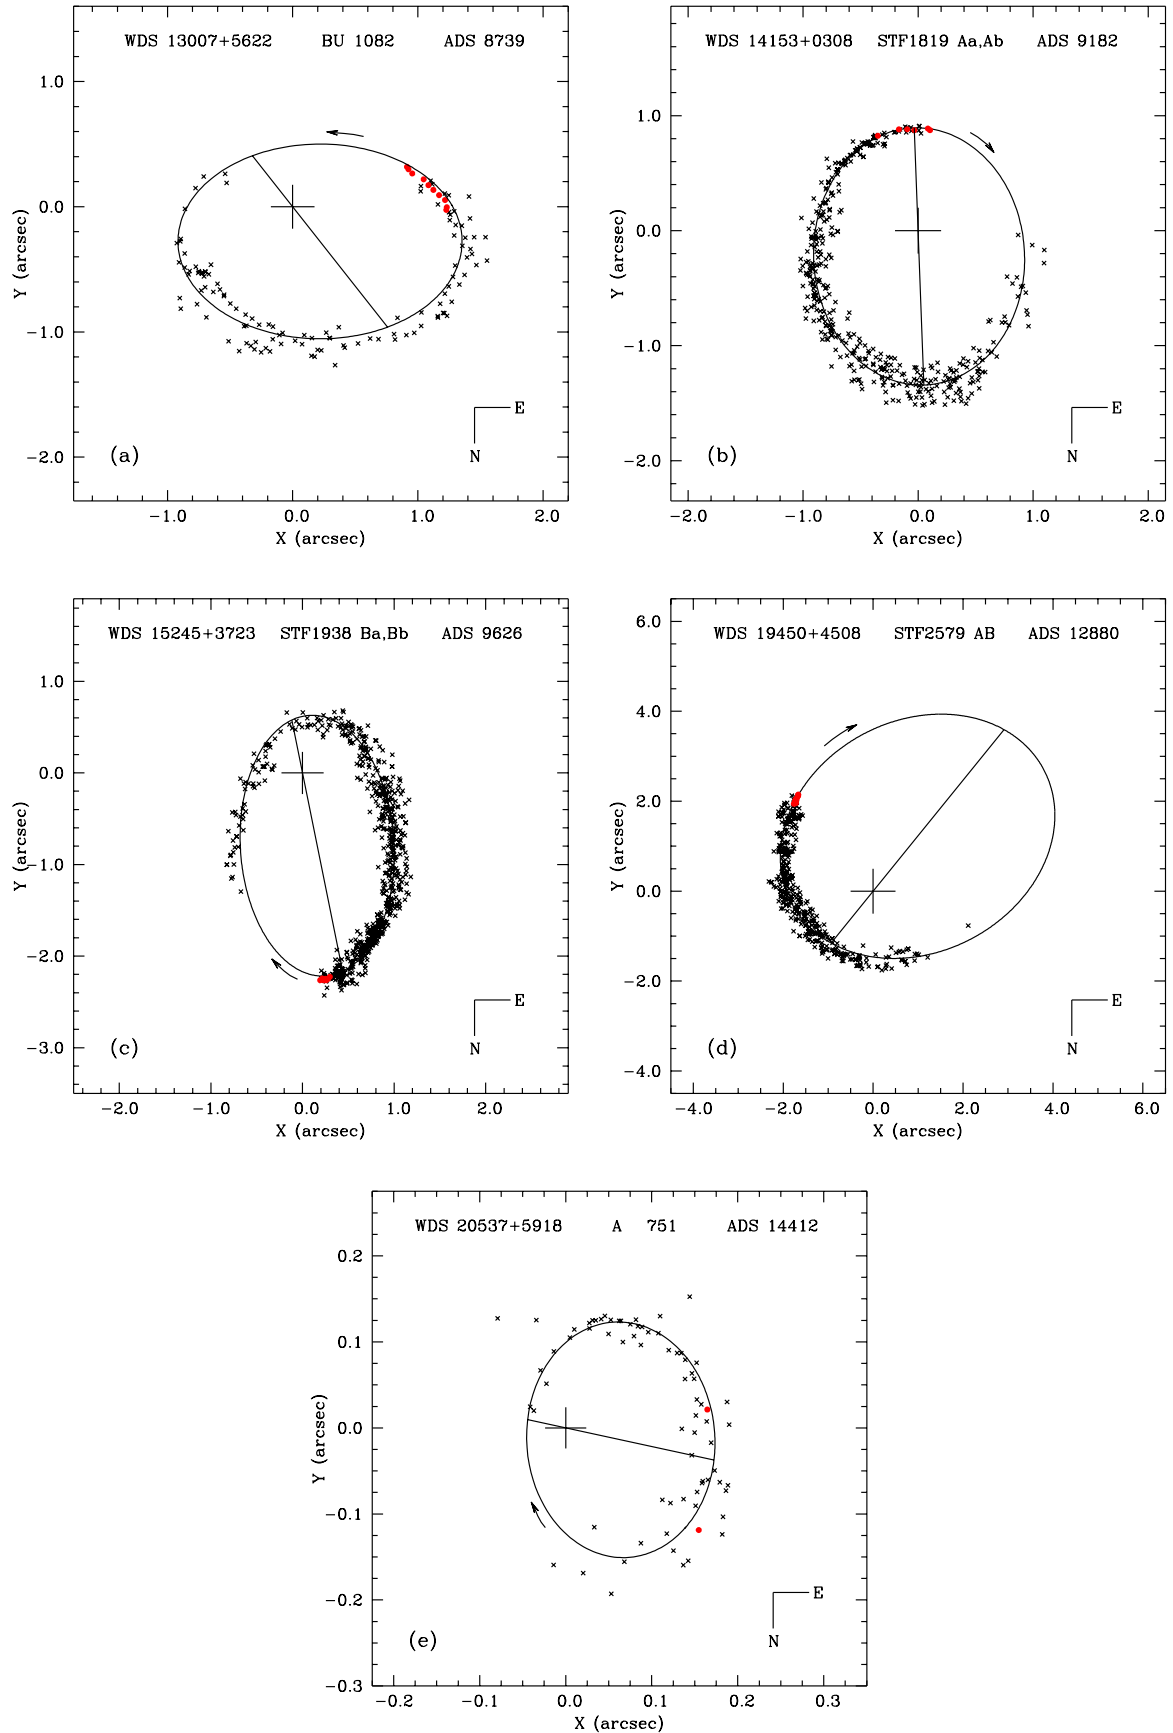 WDS 13007+5622 BU 1082 ADS 8739
1.0
0.0
−1.0
−2.0
Y (arcsec)
E
N
(a)
−1.0 0.0 1.0 2.0
X (arcsec)
WDS 14153+0308 STF1819 Aa,Ab ADS 9182
1.0
0.0
−1.0
−2.0
Y (arcsec)
E
N
(b)
−2.0 −1.0 0.0 1.0 2.0
X (arcsec)
WDS 15245+3723 STF1938 Ba,Bb ADS 9626
1.0
0.0
−1.0
−2.0
−3.0
Y (arcsec)
E
N
(c)
−2.0 −1.0 0.0 1.0 2.0
X (arcsec)
WDS 19450+4508 STF2579 AB ADS 12880
6.0
4.0
2.0
0.0
−2.0
−4.0
Y (arcsec)
E
N
(d)
−4.0 −2.0 0.0 2.0 4.0 6.0
X (arcsec)
WDS 20537+5918 A 751 ADS 14412
0.2
0.1
0.0
−0.1
−0.2
−0.3
Y (arcsec)
E
N
(e)
−0.2 −0.1 0.0 0.1 0.2 0.3
X (arcsec)